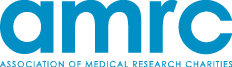 amrc
ASSOCIATION OF MEDICAL RESEARCH CHARITIES